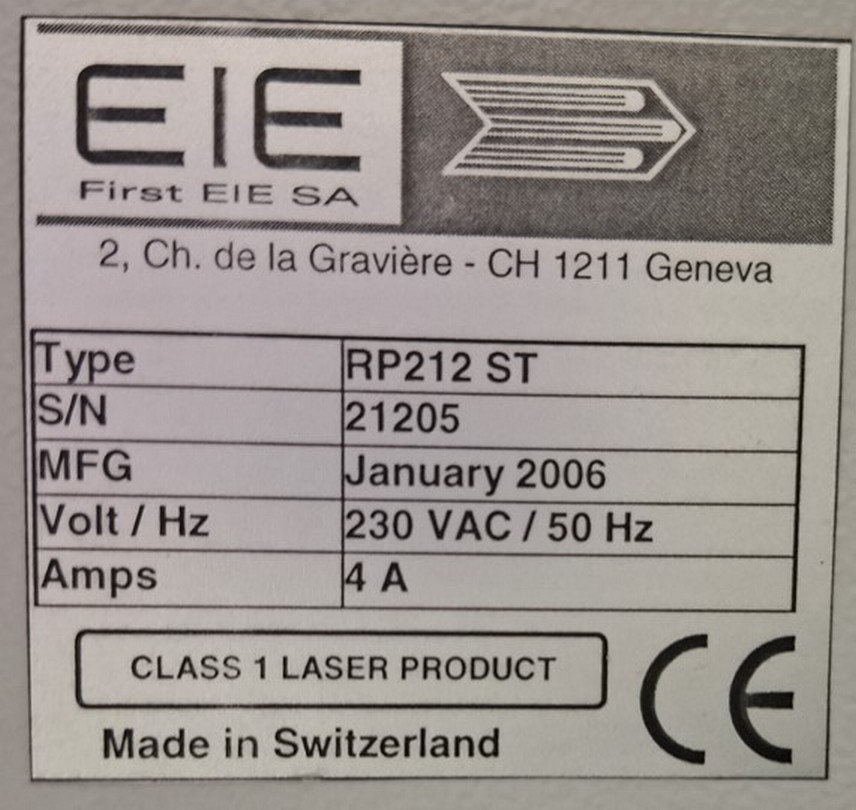 EIE
First EIE SA
2, Ch. de la Gravière - CH 1211 Geneva
Type RP212 ST
S/N 21205
MFG January 2006
Volt / Hz 230 VAC / 50 Hz
Amps 4 A
CLASS 1 LASER PRODUCT
CE
Made in Switzerland